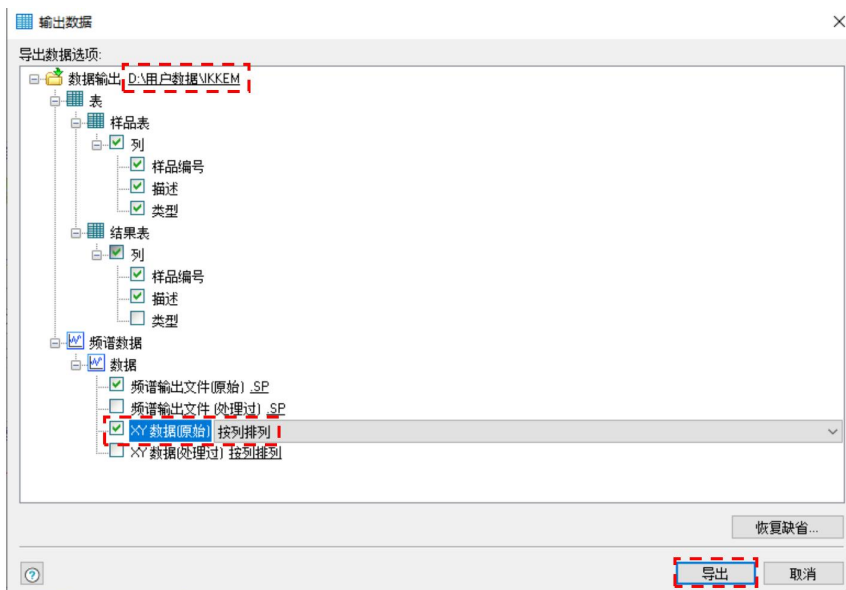 输出数据
导出数据选项:
数据输出 D:\用户数据\IKKEM
表
样品表
列
样品编号
描述
类型
结果表
列
样品编号
描述
类型
频谱数据
数据
频谱输出文件(原始) .SP
频谱输出文件 (处理过) .SP
XY 数据(原始) 按列排列
XY 数据(处理过) 按列排列
恢复缺省...
导出
取消